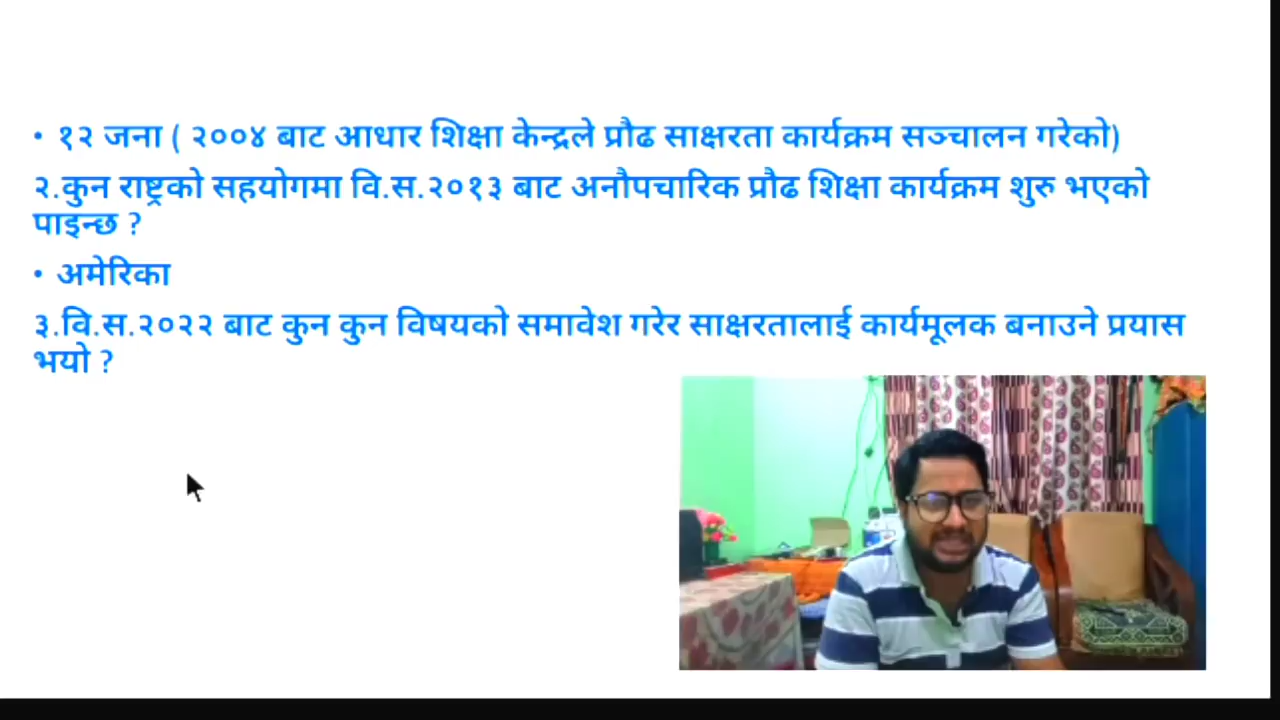 • १२ जना ( २००४ बाट आधार शिक्षा केन्द्रले प्रौढ साक्षरता कार्यक्रम सञ्चालन गरेको)
२.कुन राष्ट्रको सहयोगमा वि.स.२०१३ बाट अनौपचारिक प्रौढ शिक्षा कार्यक्रम शुरु भएको
पाइन्छ ?
• अमेरिका
३.वि.स.२०२२ बाट कुन कुन विषयको समावेश गरेर साक्षरतालाई कार्यमूलक बनाउने प्रयास
भयो ?